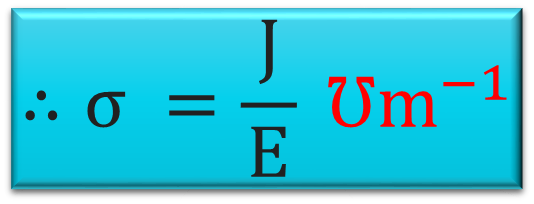 ∴ σ = J/E ℧m⁻¹